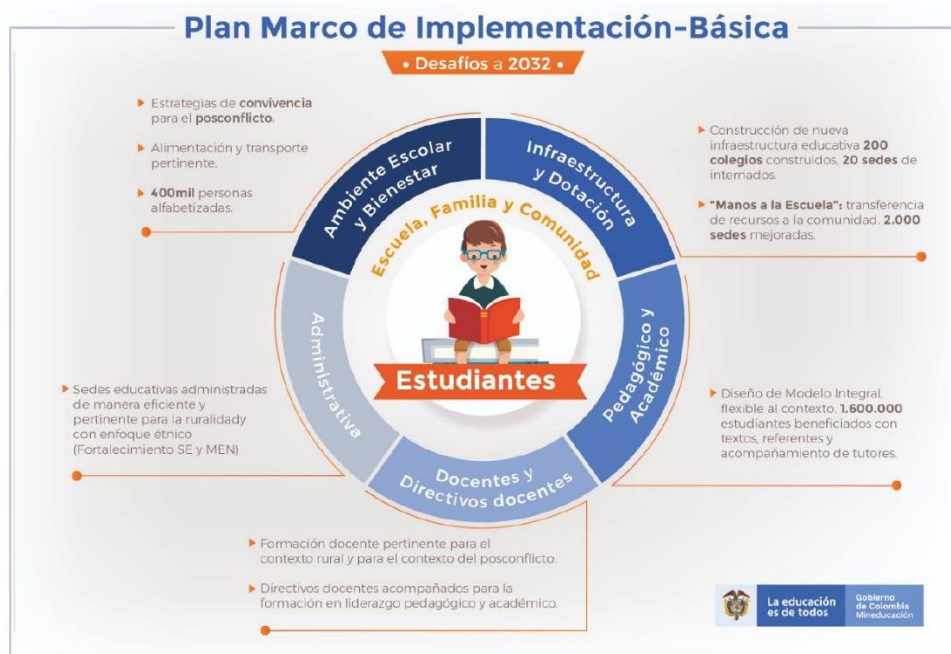 Plan Marco de Implementación-Básica
• Desafíos a 2032 •
Estrategias de convivencia
para el posconflicto.
Alimentación y transporte
pertinente.
400mil personas
alfabetizadas.
Ambiente Escolar
y Bienestar
Infraestructura
y Dotación
Construcción de nueva
infraestructura educativa 200
colegios construidos, 20 sedes de
internados.
"Manos a la Escuela": transferencia
de recursos a la comunidad. 2.000
sedes mejoradas.
Escuela, Familia y Comunidad
Estudiantes
Administrativa
Pedagógico y
Académico
Sedes educativas administradas
de manera eficiente y
pertinente para la ruralidady
con enfoque étnico
(Fortalecimiento SE y MEN)
Diseño de Modelo Integral,
flexible al contexto. 1.600.000
estudiantes beneficiados con
textos, referentes y
acompañamiento de tutores.
Docentes y
Directivos docentes
Formación docente pertinente para el
contexto rural y para el contexto del posconflicto.
Directivos docentes acompañados para la
formación en liderazgo pedagógico y académico.
La educación
es de todos
Gobierno
de Colombia
Mineducación